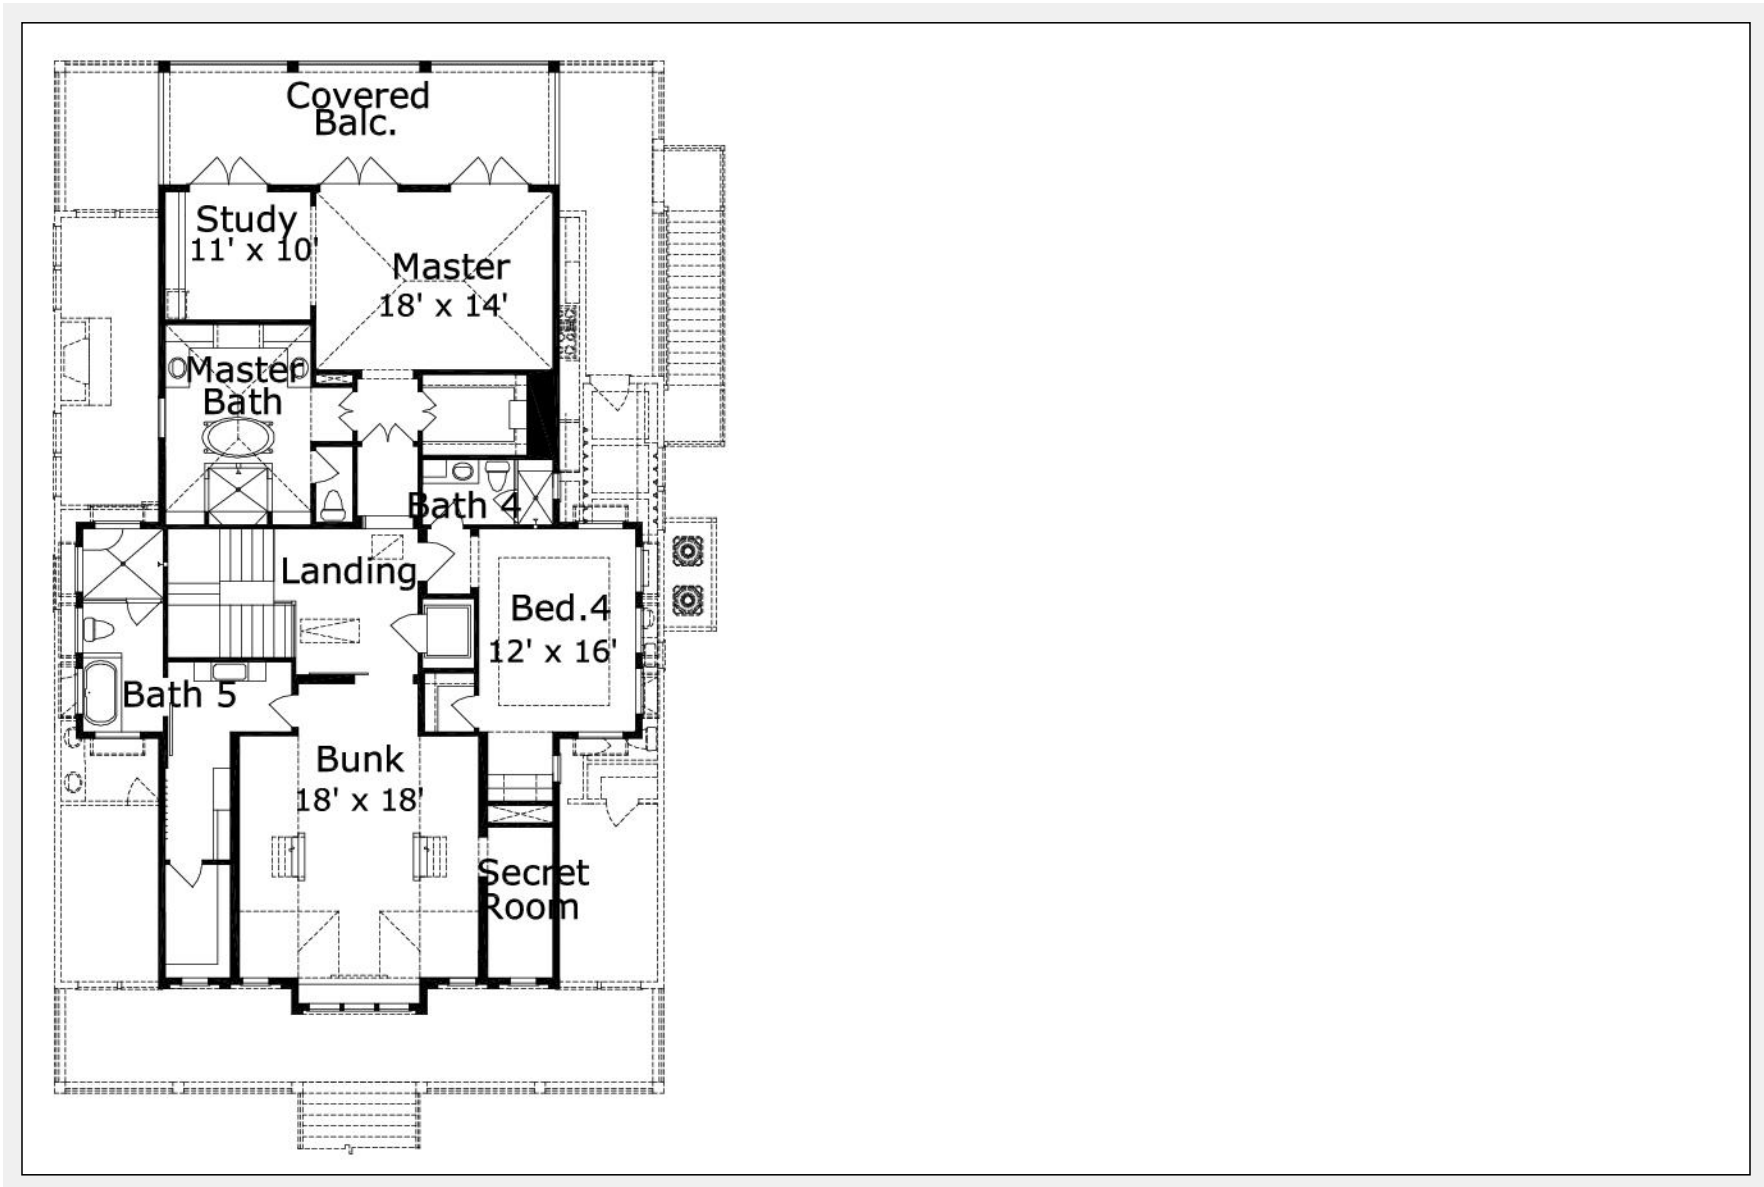 Covered
Balc.
Study
11' x 10'
Master
18' x 14'
Master
Bath
Bath 4
Landing
Bed.4
12' x 16'
Bath 5
Bunk
18' x 18'
Secret
Room